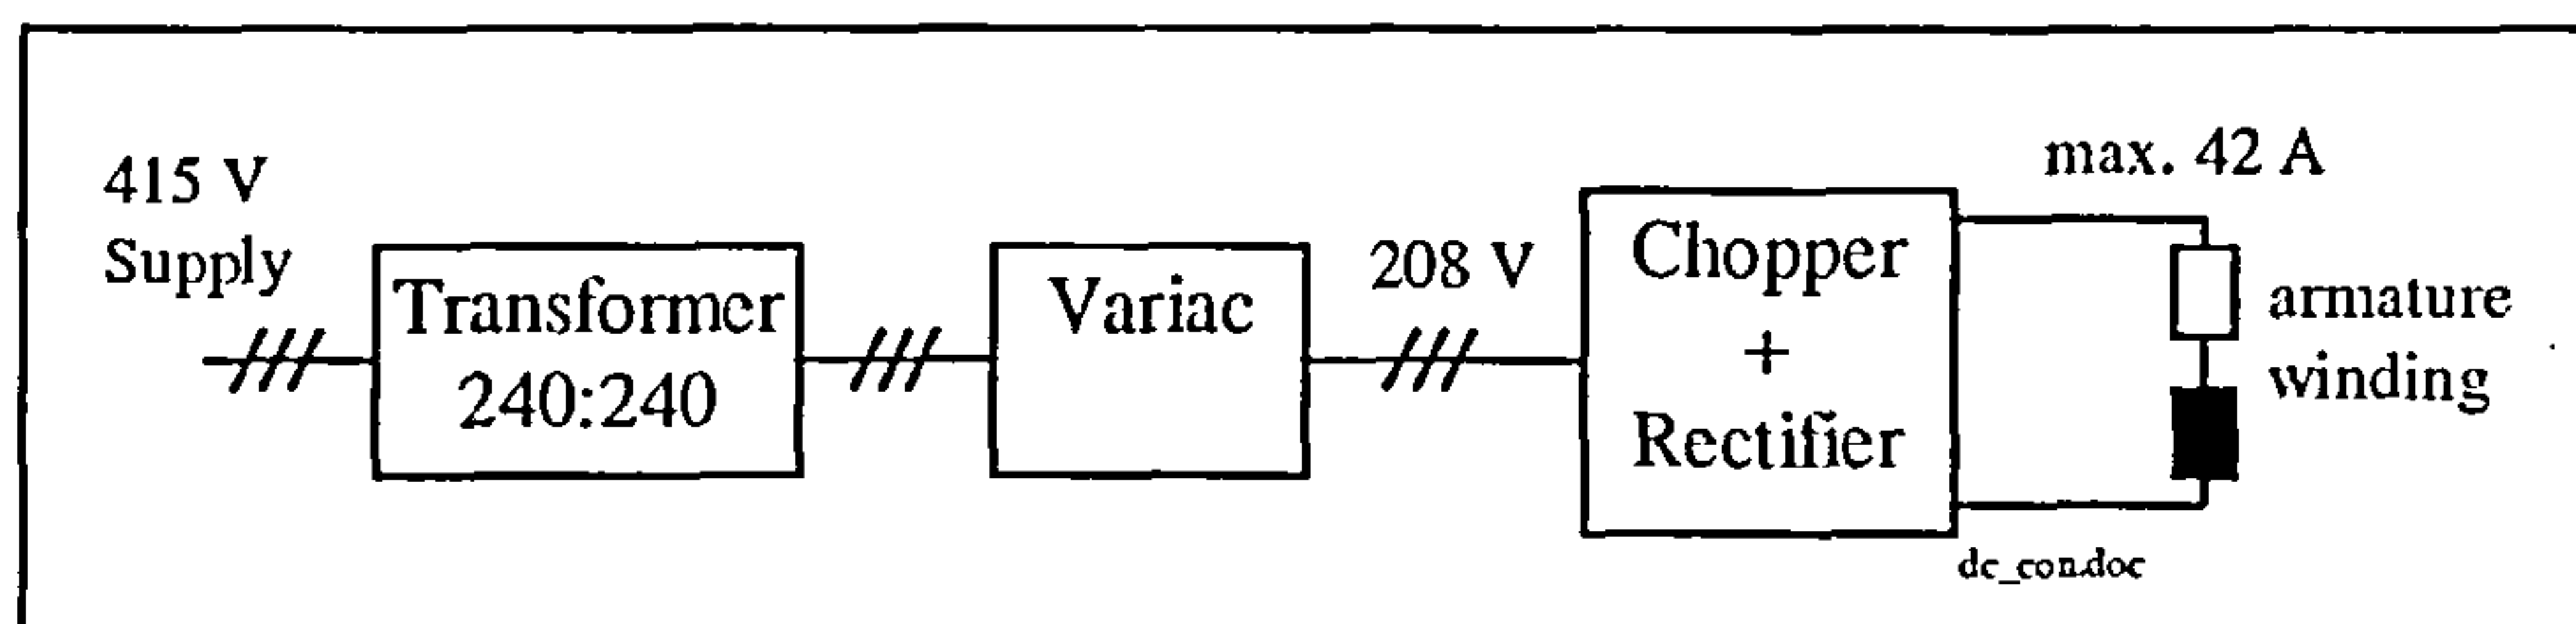 415 V
Supply
Transformer
240:240
Variac
208 V
Chopper
+
Rectifier
max. 42 A
armature
winding
dc_con.doc